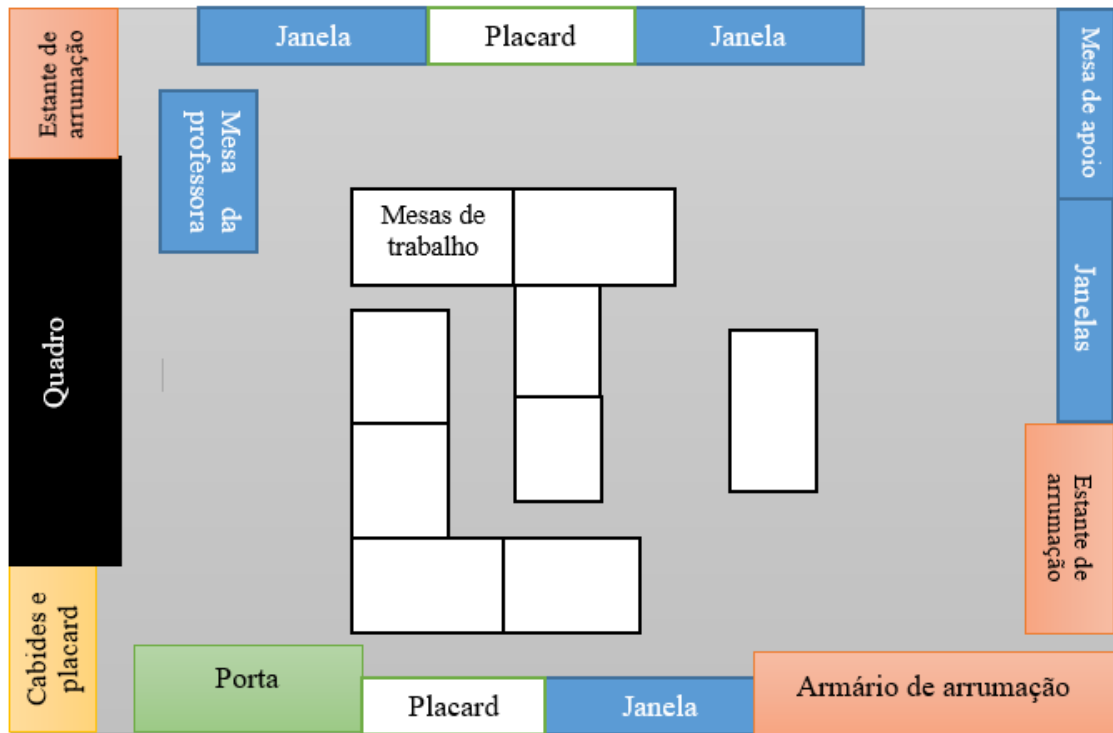 Estante de
arrumação
Janela
Placard
Janela
Mesa de apoio
Mesa da
professora
Mesas de
trabalho
Quadro
Janelas
Estante de
arrumação
Cabides e
placard
Porta
Placard
Janela
Armário de arrumação